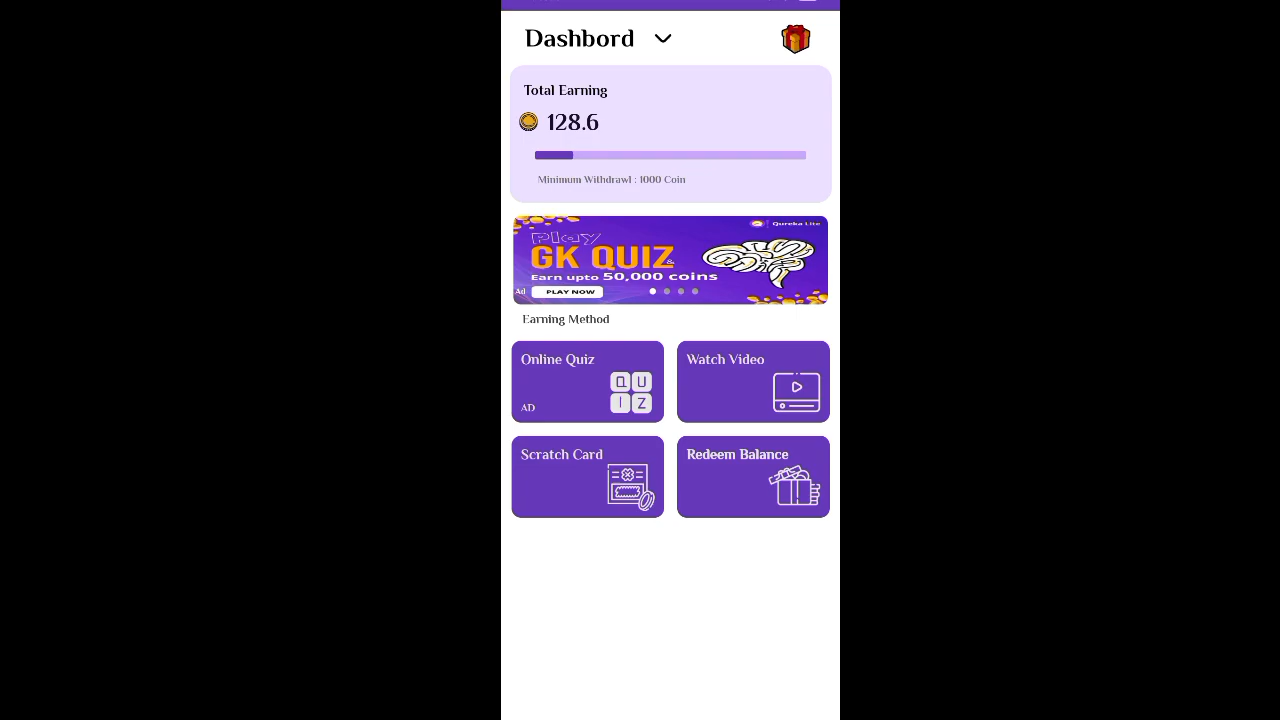 Dashbord
Total Earning
128.6
Minimum Withdrawl : 1000 Coin
Qureka Lite
Play
GK QUIZ
&
Earn upto 50,000 coins
Ad
PLAY NOW
Earning Method
Online Quiz
Q U
I Z
AD
Watch Video
Scratch Card
Redeem Balance